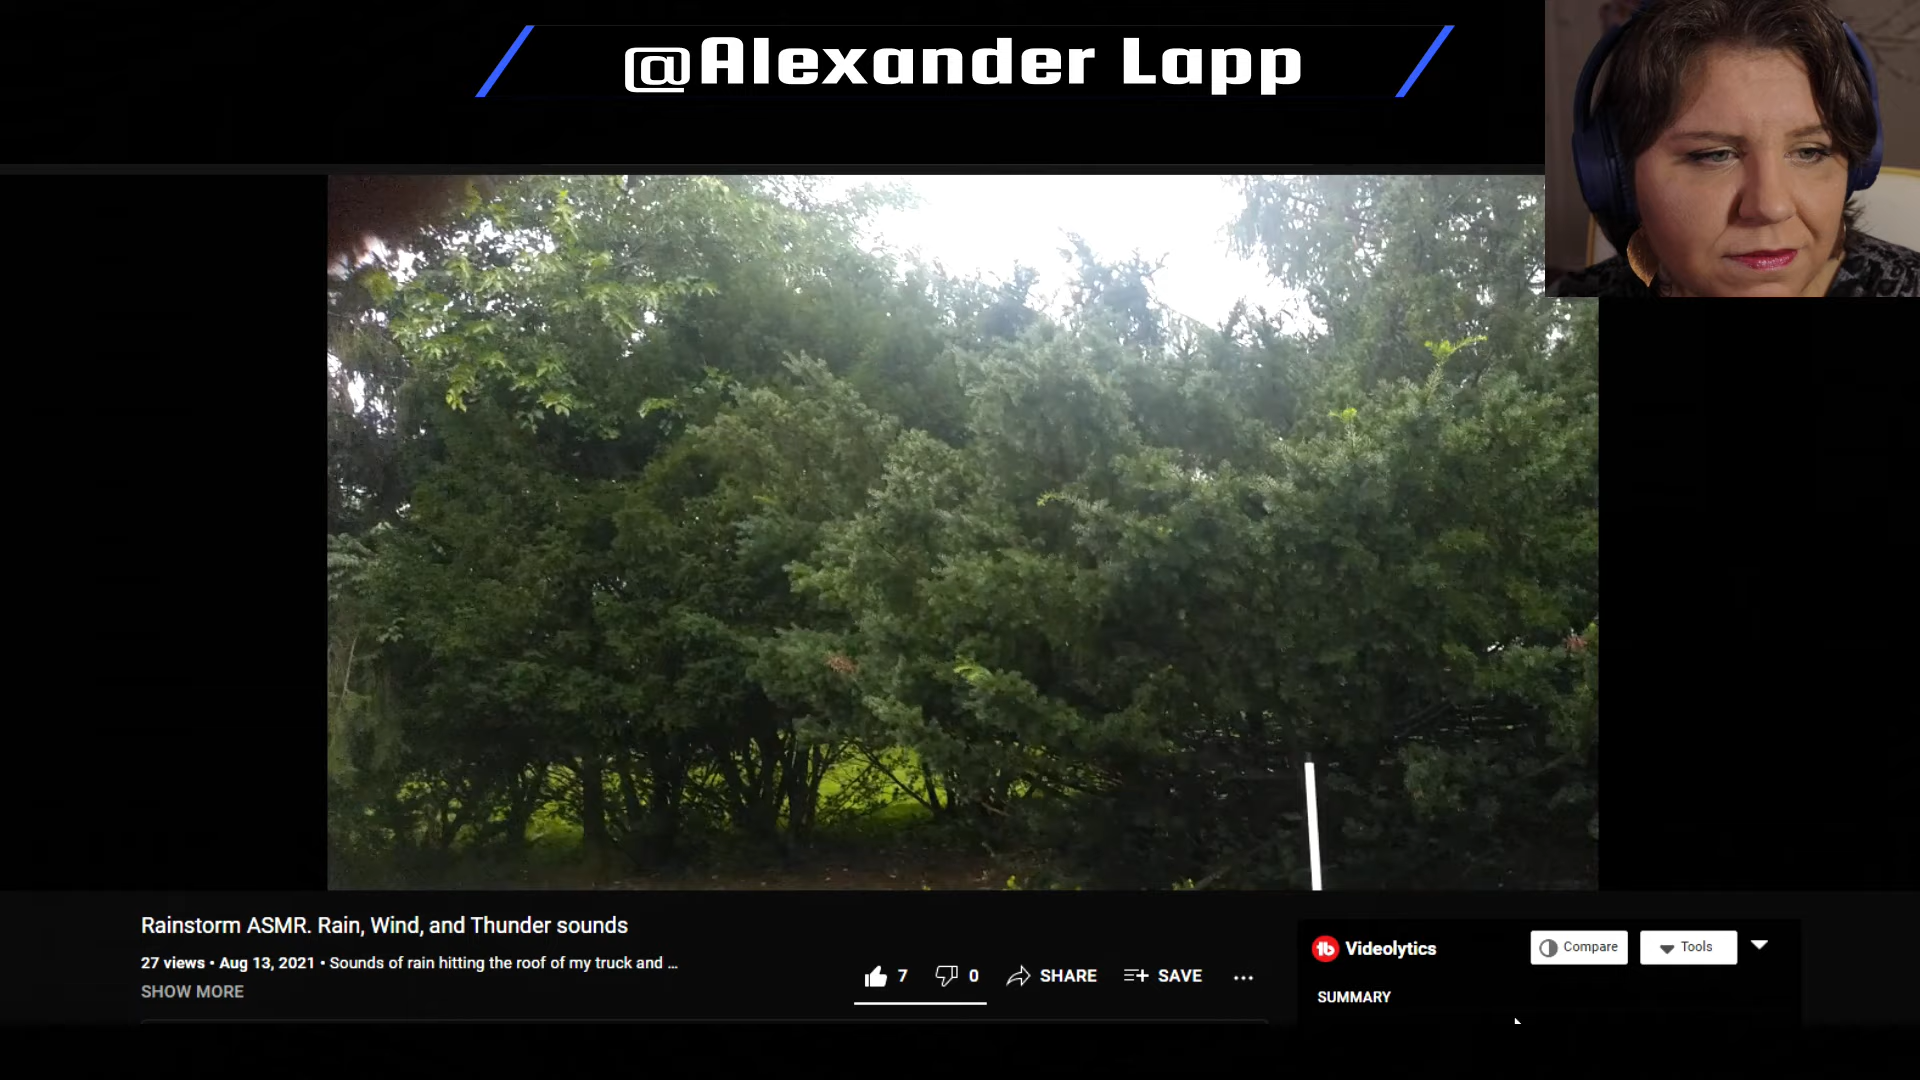 @Alexander Lapp
Rainstorm ASMR. Rain, Wind, and Thunder sounds
27 views • Aug 13, 2021 • Sounds of rain hitting the roof of my truck and ...
SHOW MORE
7
0
SHARE
SAVE
...
tb Videolytics
Compare
Tools
SUMMARY